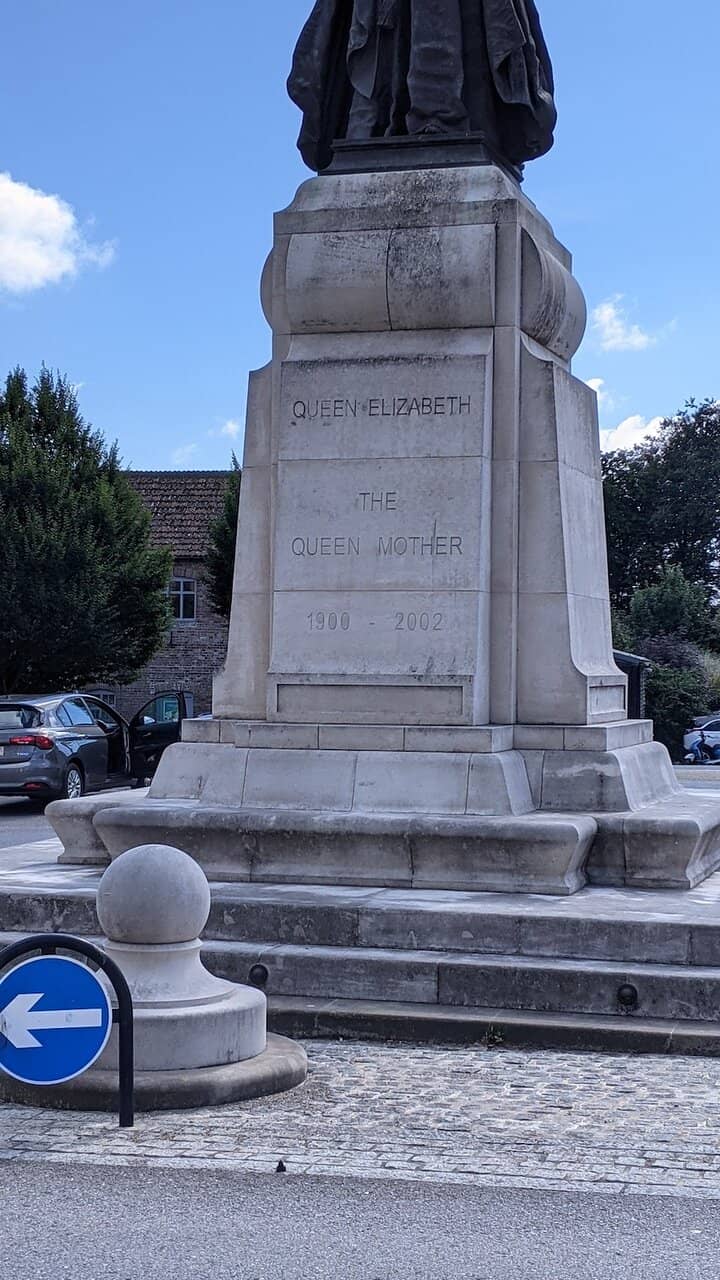 QUEEN ELIZABETH
THE
QUEEN MOTHER
1900 - 2002